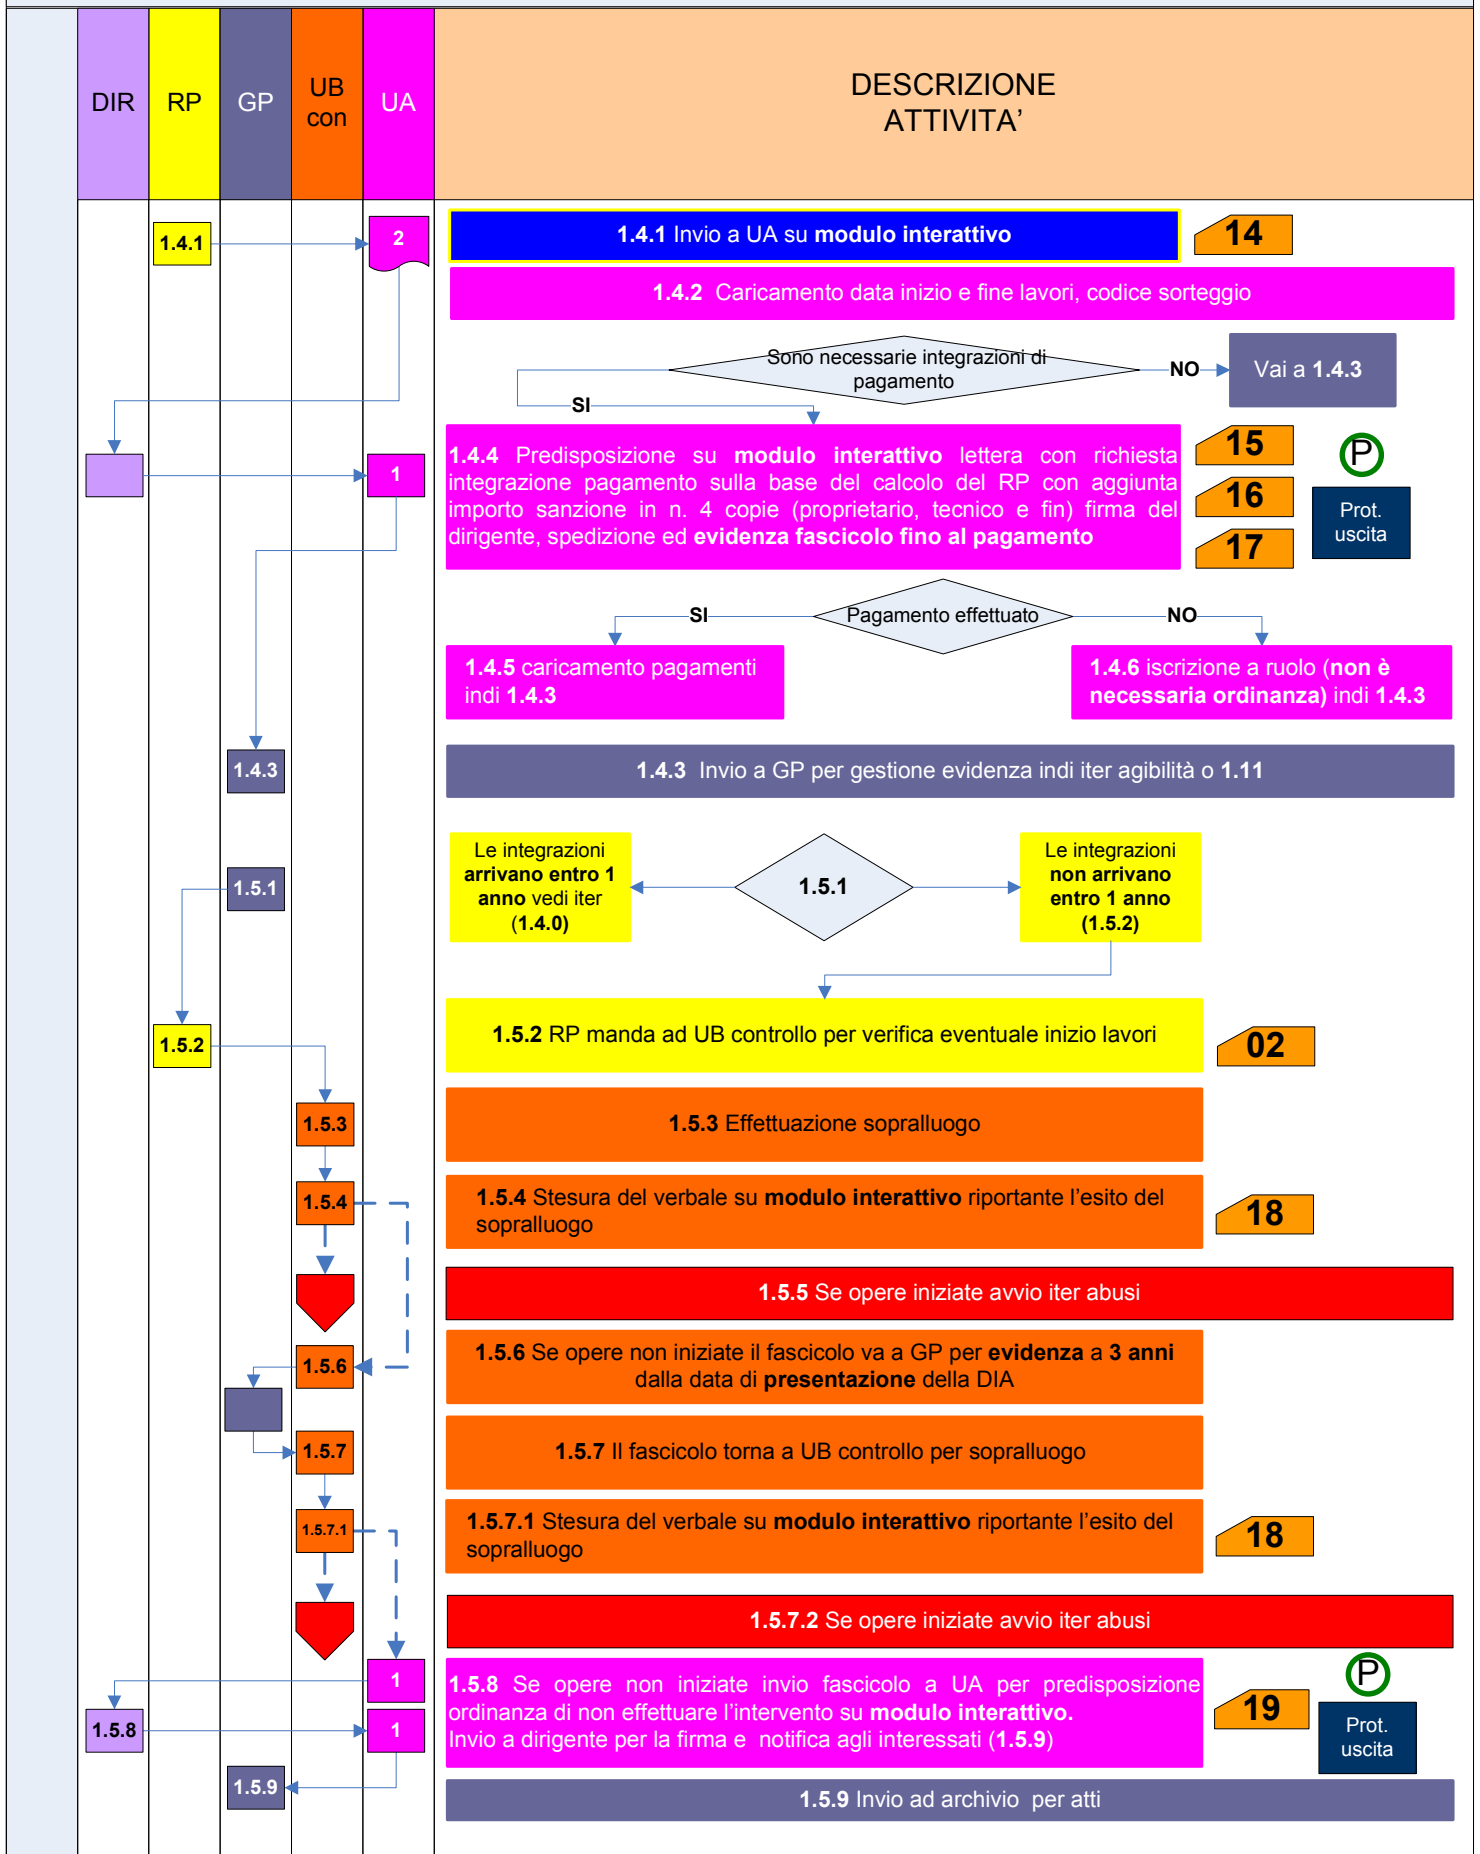 DIR
RP
GP
UB
con
UA
DESCRIZIONE
ATTIVITA'
1.4.1
2
1.4.1 Invio a UA su modulo interattivo
14
1.4.2 Caricamento data inizio e fine lavori, codice sorteggio
Sono necessarie integrazioni di
pagamento
NO
Vai a 1.4.3
SI
1
1.4.4 Predisposizione su modulo interattivo lettera con richiesta
integrazione pagamento sulla base del calcolo del RP con aggiunta
importo sanzione in n. 4 copie (proprietario, tecnico e fin) firma del
dirigente, spedizione ed evidenza fascicolo fino al pagamento
15
16
17
P
Prot.
uscita
Pagamento effettuato
SI
NO
1.4.5 caricamento pagamenti
indi 1.4.3
1.4.6 iscrizione a ruolo (non è
necessaria ordinanza) indi 1.4.3
1.4.3
1.4.3 Invio a GP per gestione evidenza indi iter agibilità o 1.11
1.5.1
Le integrazioni
arrivano entro 1
anno vedi iter
(1.4.0)
1.5.1
Le integrazioni
non arrivano
entro 1 anno
(1.5.2)
1.5.2
1.5.2 RP manda ad UB controllo per verifica eventuale inizio lavori
02
1.5.3
1.5.3 Effettuazione sopralluogo
1.5.4
1.5.4 Stesura del verbale su modulo interattivo riportante l'esito del
sopralluogo
18
1.5.5 Se opere iniziate avvio iter abusi
1.5.6
1.5.6 Se opere non iniziate il fascicolo va a GP per evidenza a 3 anni
dalla data di presentazione della DIA
1.5.7
1.5.7 Il fascicolo torna a UB controllo per sopralluogo
1.5.7.1
1.5.7.1 Stesura del verbale su modulo interattivo riportante l'esito del
sopralluogo
18
1.5.7.2 Se opere iniziate avvio iter abusi
1
1.5.8
1
1.5.8 Se opere non iniziate invio fascicolo a UA per predisposizione
ordinanza di non effettuare l'intervento su modulo interattivo.
Invio a dirigente per la firma e notifica agli interessati (1.5.9)
19
P
Prot.
uscita
1.5.9
1.5.9 Invio ad archivio per atti